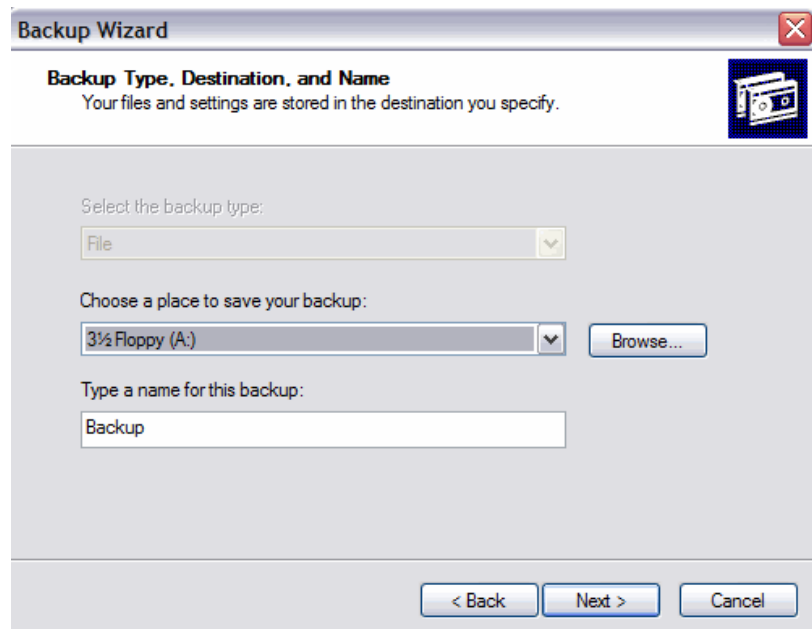 Backup Wizard
Backup Type, Destination, and Name
Your files and settings are stored in the destination you specify.
Select the backup type:
File
Choose a place to save your backup:
3½ Floppy (A:)
Browse...
Type a name for this backup:
Backup
< Back
Next >
Cancel